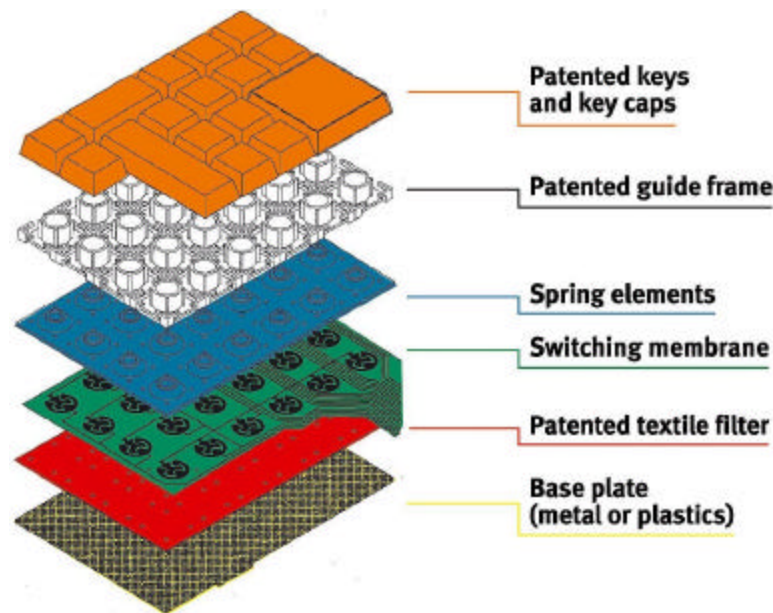 Patented keys
and key caps
Patented guide frame
Spring elements
Switching membrane
Patented textile filter
Base plate
(metal or plastics)